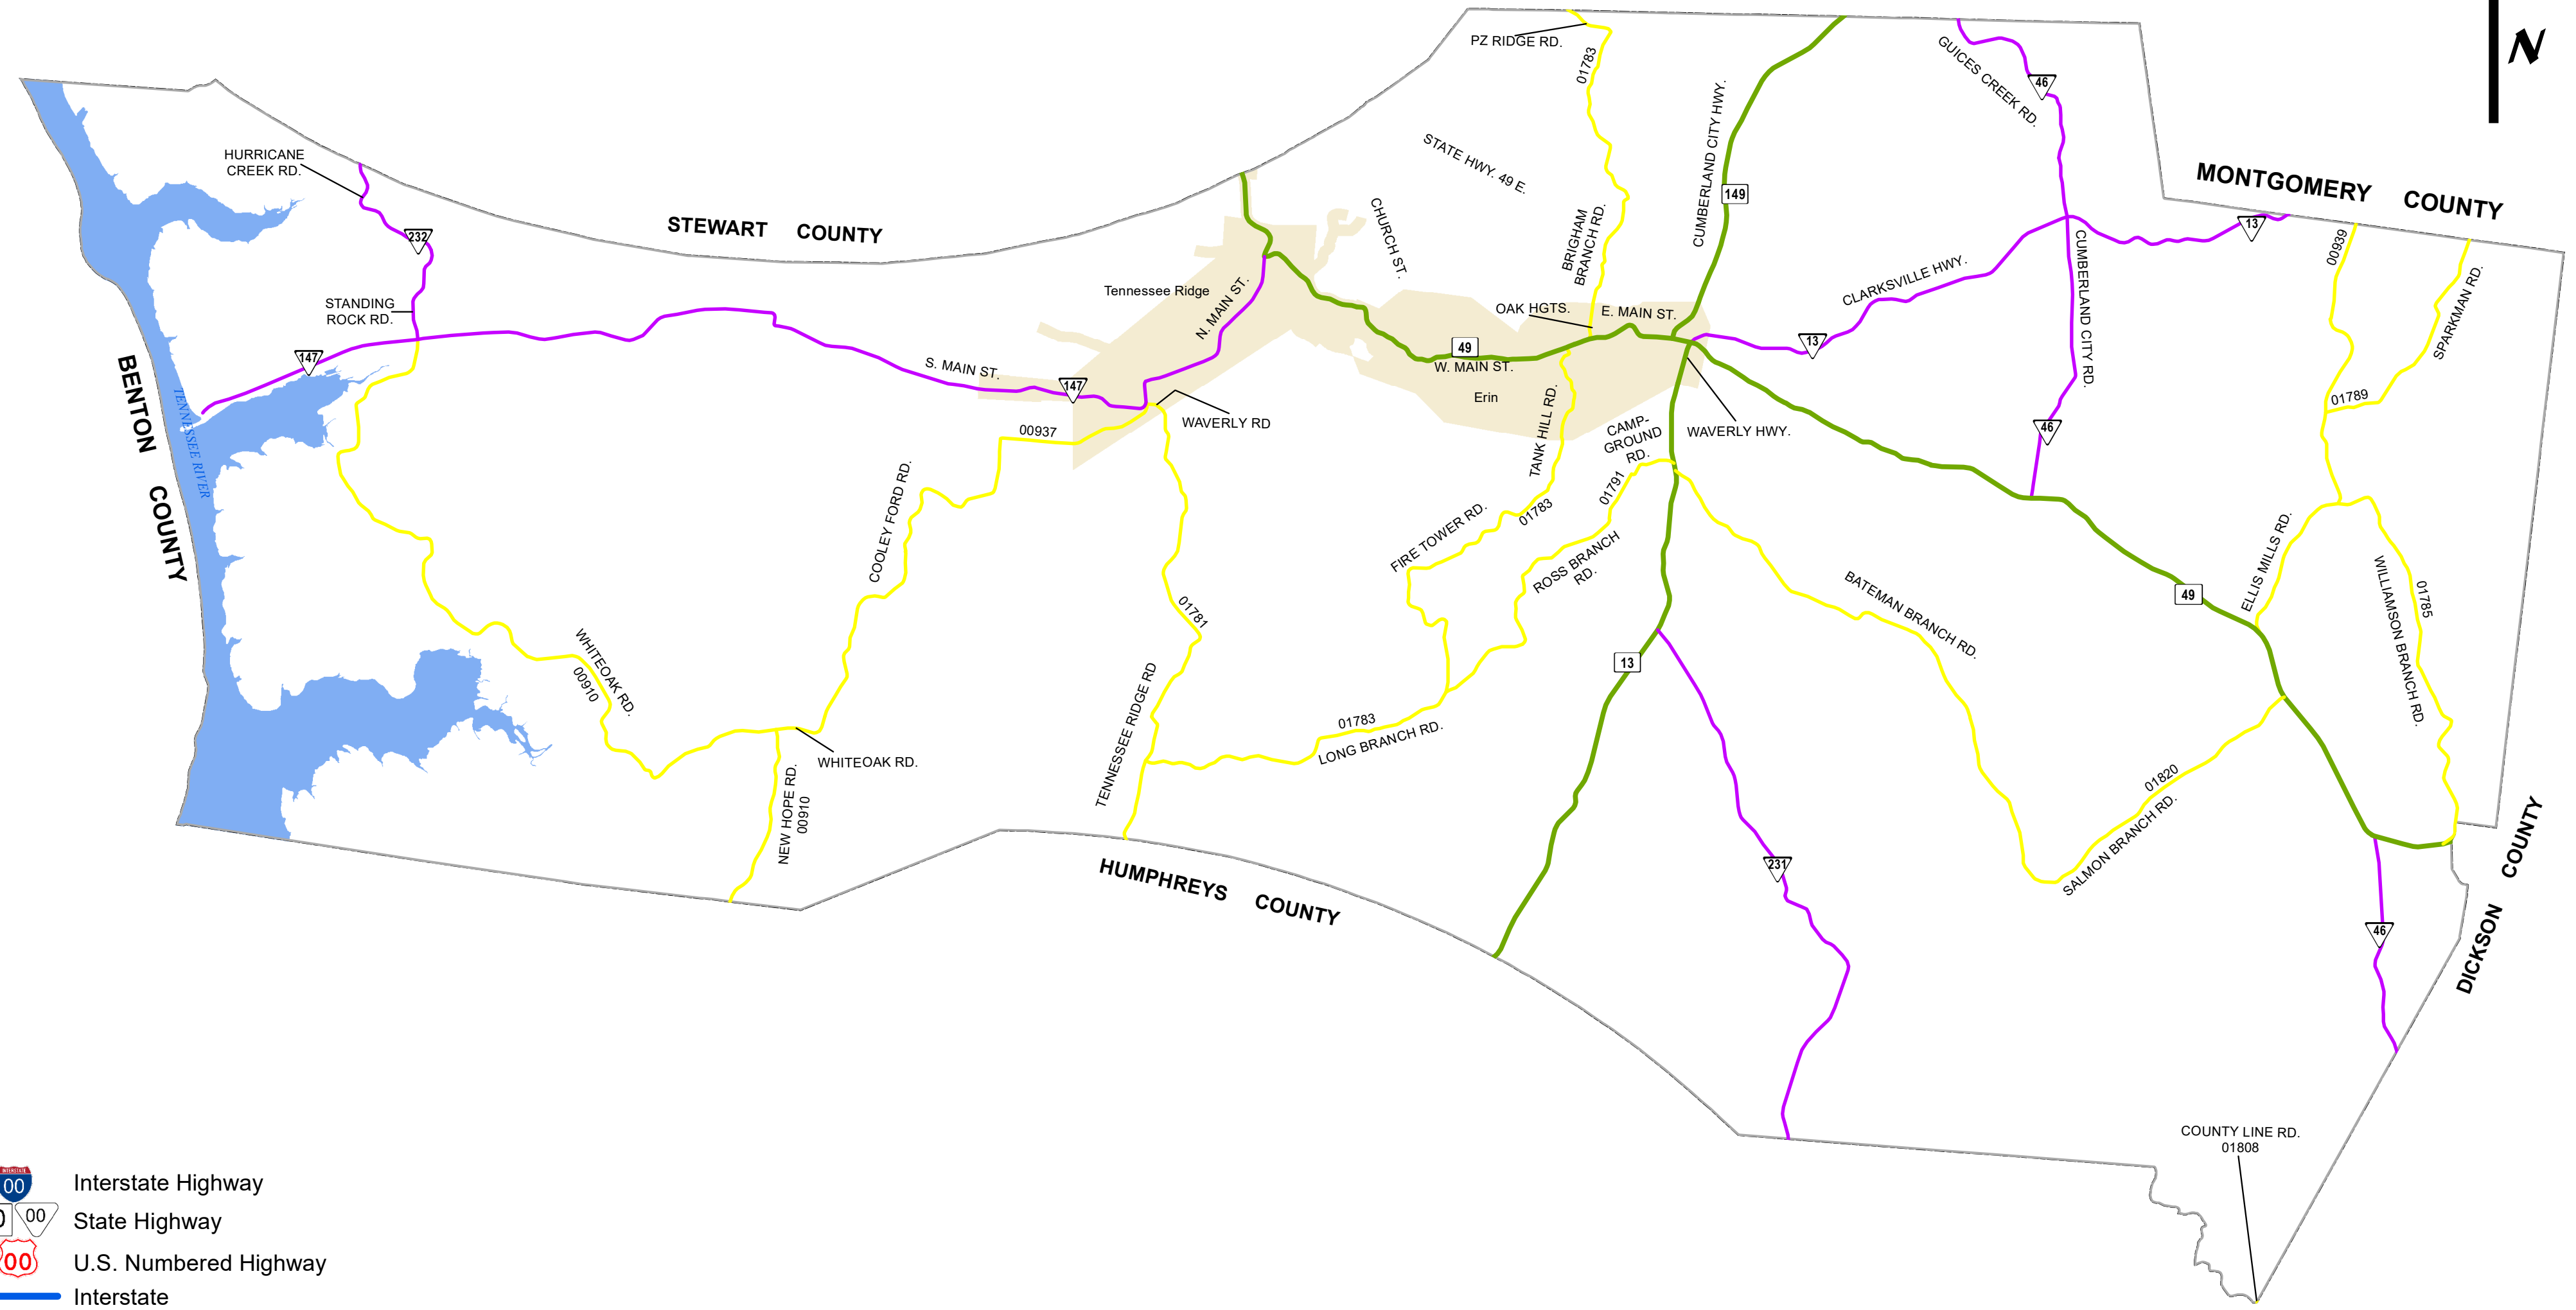 N
PZ RIDGE RD.
01783
GUICES CREEK RD.
46
CUMBERLAND CITY HWY.
149
STATE HWY. 49 E.
MONTGOMERY COUNTY
HURRICANE
CREEK RD.
232
STEWART COUNTY
CHURCH ST.
BRIGHAM
BRANCH RD.
13
00939
SPARKMAN RD.
CLARKSVILLE HWY.
CUMBERLAND CITY RD.
STANDING
ROCK RD.
Tennessee Ridge
N. MAIN ST.
OAK HGTS.
E. MAIN ST.
147
13
49
W. MAIN ST.
Erin
S. MAIN ST.
147
BENTON COUNTY
TENNESSEE RIVER
WAVERLY RD
00937
TANK HILL RD.
CAMP-
GROUND
RD.
WAVERLY HWY.
46
01789
COOLEY FORD RD.
FIRE TOWER RD.
01783
01791
ROSS BRANCH
RD.
BATEMAN BRANCH RD.
49
ELLIS MILLS RD.
WILLIAMSON BRANCH RD.
01785
01781
WHITEOAK RD.
00910
13
TENNESSEE RIDGE RD
01783
LONG BRANCH RD.
WHITEOAK RD.
NEW HOPE RD.
00910
01820
SALMON BRANCH RD.
HUMPHREYS COUNTY
231
46
DICKSON COUNTY
COUNTY LINE RD.
01808
INTERSTATE
00
Interstate Highway
00
State Highway
00
U.S. Numbered Highway
Interstate